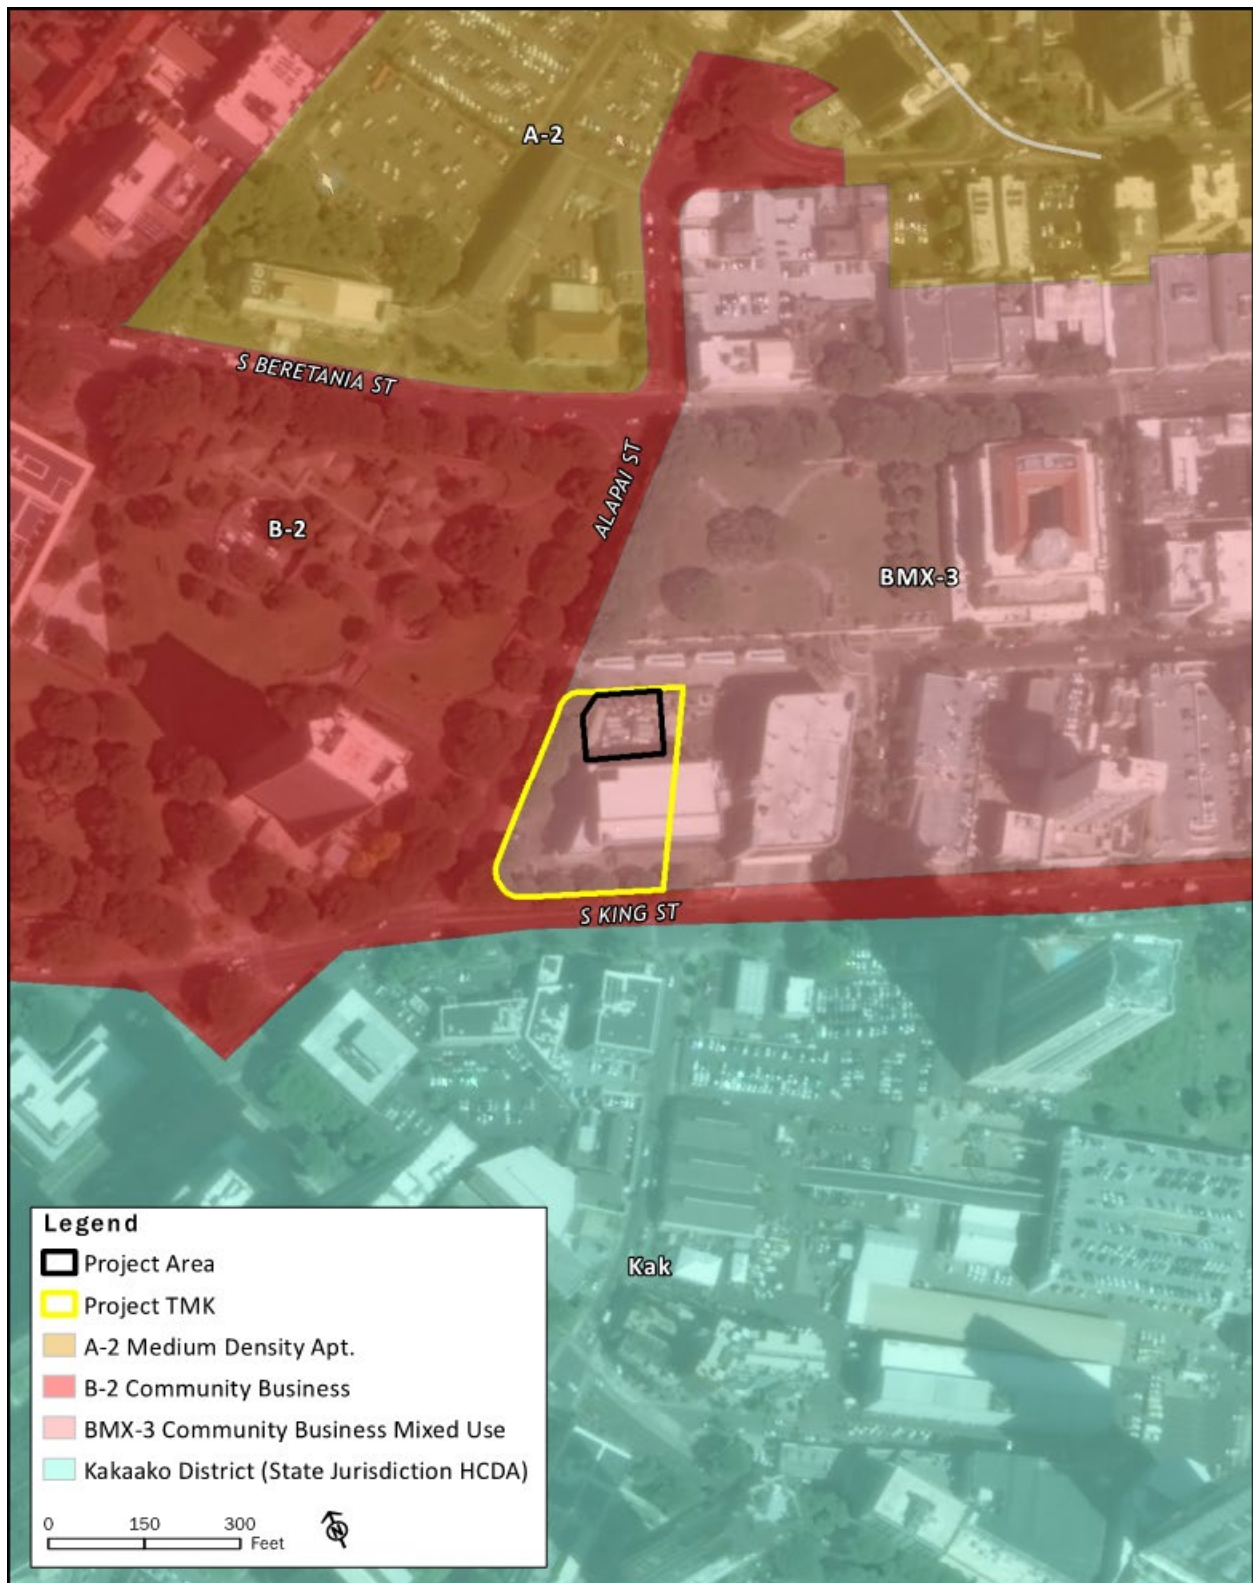 A-2
S BERETANIA ST
ALAPAI ST
B-2
BMX-3
S KING ST
Kak
Legend
Project Area
Project TMK
A-2 Medium Density Apt.
B-2 Community Business
BMX-3 Community Business Mixed Use
Kakaako District (State Jurisdiction HCDA)
0 150 300
Feet
N